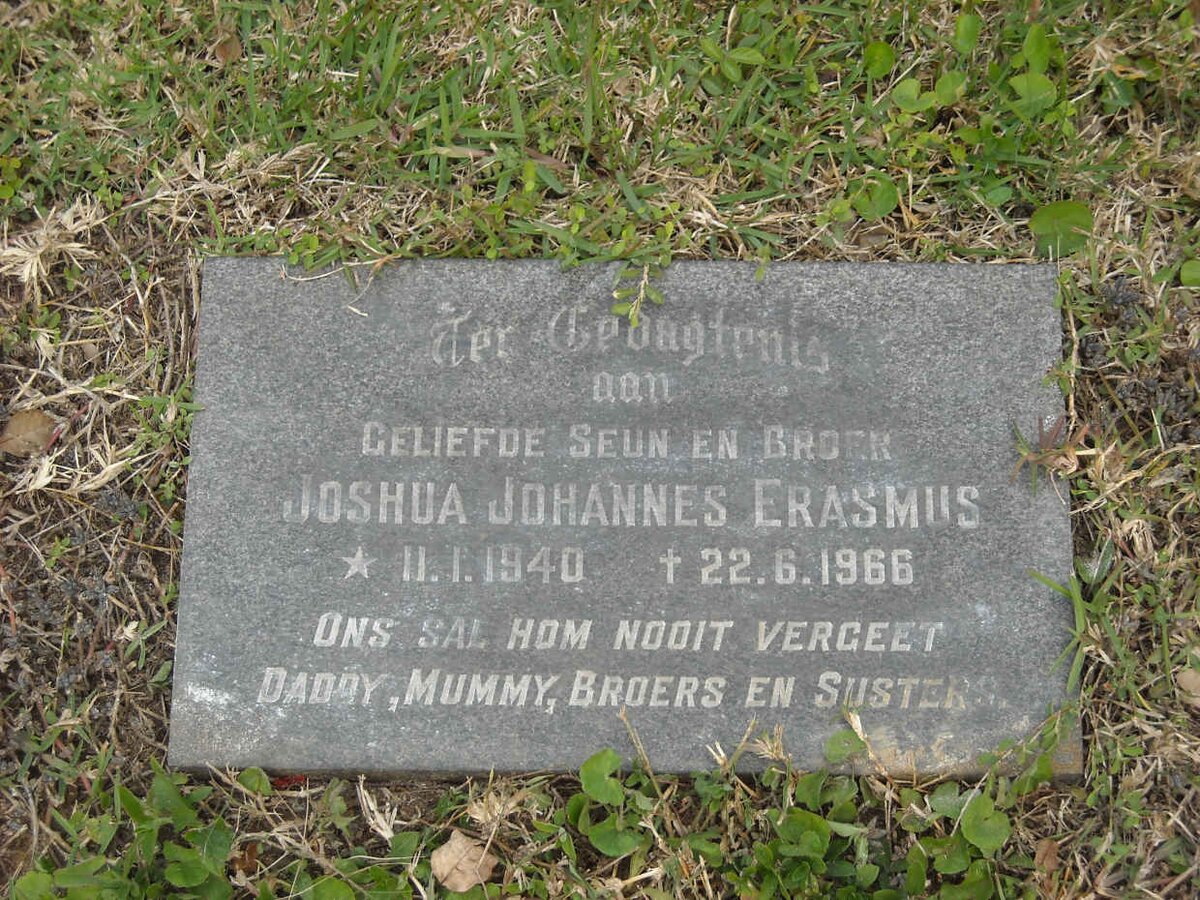 Ter Gedagtenis
aan
GELIEFDE SEUN EN BROER
JOSHUA JOHANNES ERASMUS
★ 11.1.1940 † 22.6.1966
ONS SAL HOM NOOIT VERGEET
DADDY, MUMMY, BROERS EN SUSTERS.